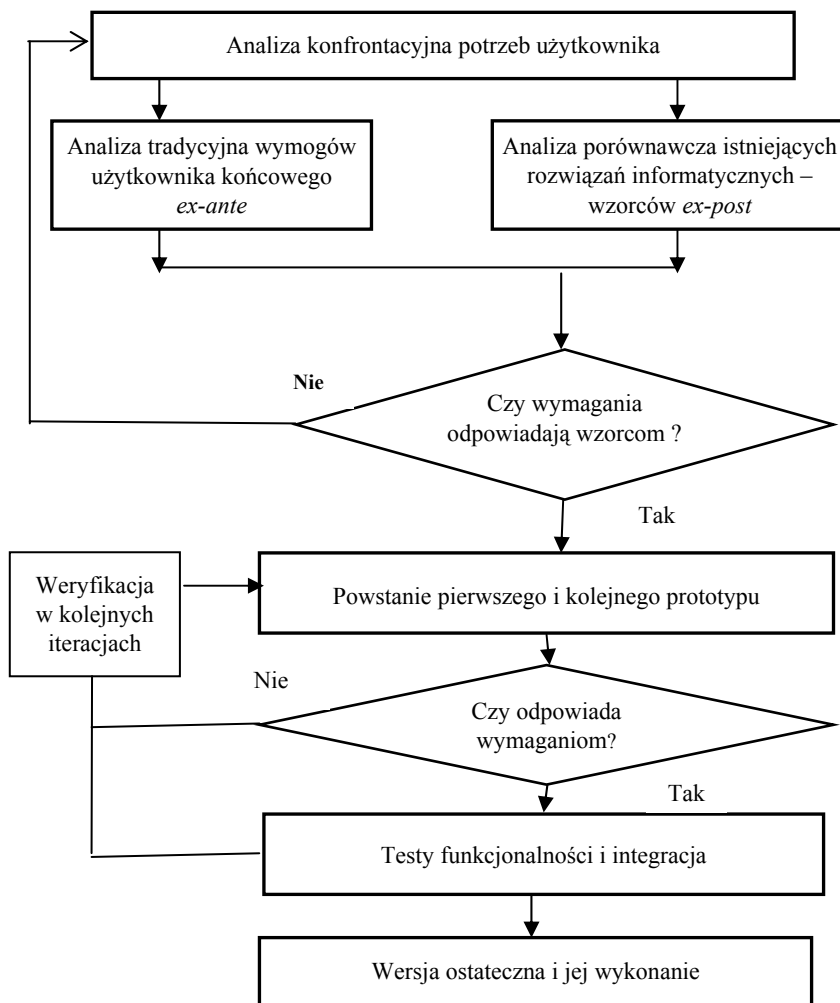 Analiza konfrontacyjna potrzeb użytkownika
Analiza tradycyjna wymogów
użytkownika końcowego
ex-ante
Analiza porównawcza istniejących
rozwiązań informatycznych –
wzorców ex-post
Nie
Czy wymagania
odpowiadają wzorcom ?
Tak
Weryfikacja
w kolejnych
iteracjach
Powstanie pierwszego i kolejnego prototypu
Nie
Czy odpowiada
wymaganiom?
Tak
Testy funkcjonalności i integracja
Wersja ostateczna i jej wykonanie